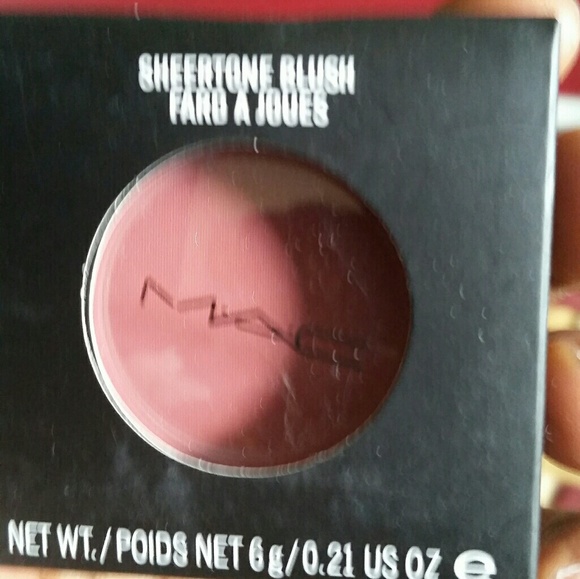 SHEERTONE BLUSH
FARD A JOUES
MAC
NET WT./POIDS NET 6 g/0.21 US OZ e